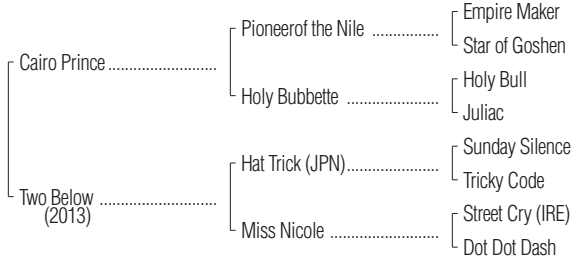 Empire Maker
Pioneerof the Nile ..................
Star of Goshen
Cairo Prince .............................
Holy Bull
Holy Bubbette .........................
Juliac
Sunday Silence
Hat Trick (JPN)........................
Tricky Code
Two Below ...............................
(2013)
Street Cry (IRE)
Miss Nicole .............................
Dot Dot Dash